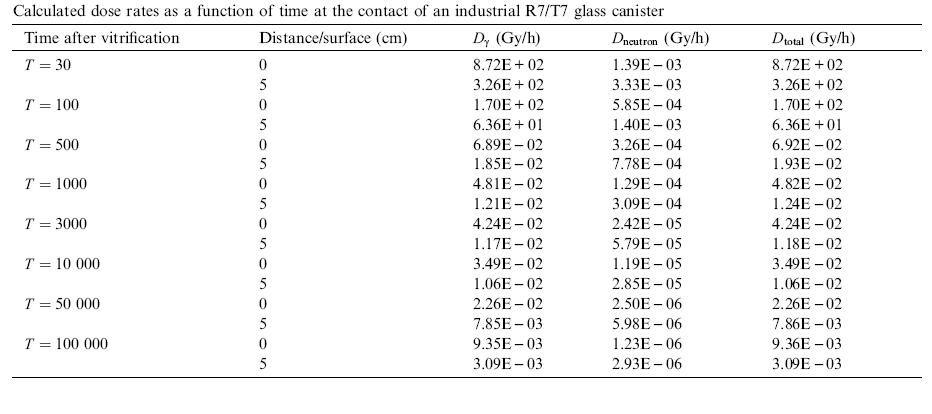 Calculated dose rates as a function of time at the contact of an industrial R7/T7 glass canister
Time after vitrification Distance/surface (cm) Dγ (Gy/h) Dneutron (Gy/h) Dtotal (Gy/h)
T = 30 0 8.72E + 02 1.39E − 03 8.72E + 02
5 3.26E + 02 3.33E − 03 3.26E + 02
T = 100 0 1.70E + 02 5.85E − 04 1.70E + 02
5 6.36E + 01 1.40E − 03 6.36E + 01
T = 500 0 6.89E − 02 3.26E − 04 6.92E − 02
5 1.85E − 02 7.78E − 04 1.93E − 02
T = 1000 0 4.81E − 02 1.29E − 04 4.82E − 02
5 1.21E − 02 3.09E − 04 1.24E − 02
T = 3000 0 4.24E − 02 2.42E − 05 4.24E − 02
5 1.17E − 02 5.79E − 05 1.18E − 02
T = 10 000 0 3.49E − 02 1.19E − 05 3.49E − 02
5 1.06E − 02 2.85E − 05 1.06E − 02
T = 50 000 0 2.26E − 02 2.50E − 06 2.26E − 02
5 7.85E − 03 5.98E − 06 7.86E − 03
T = 100 000 0 9.35E − 03 1.23E − 06 9.36E − 03
5 3.09E − 03 2.93E − 06 3.09E − 03